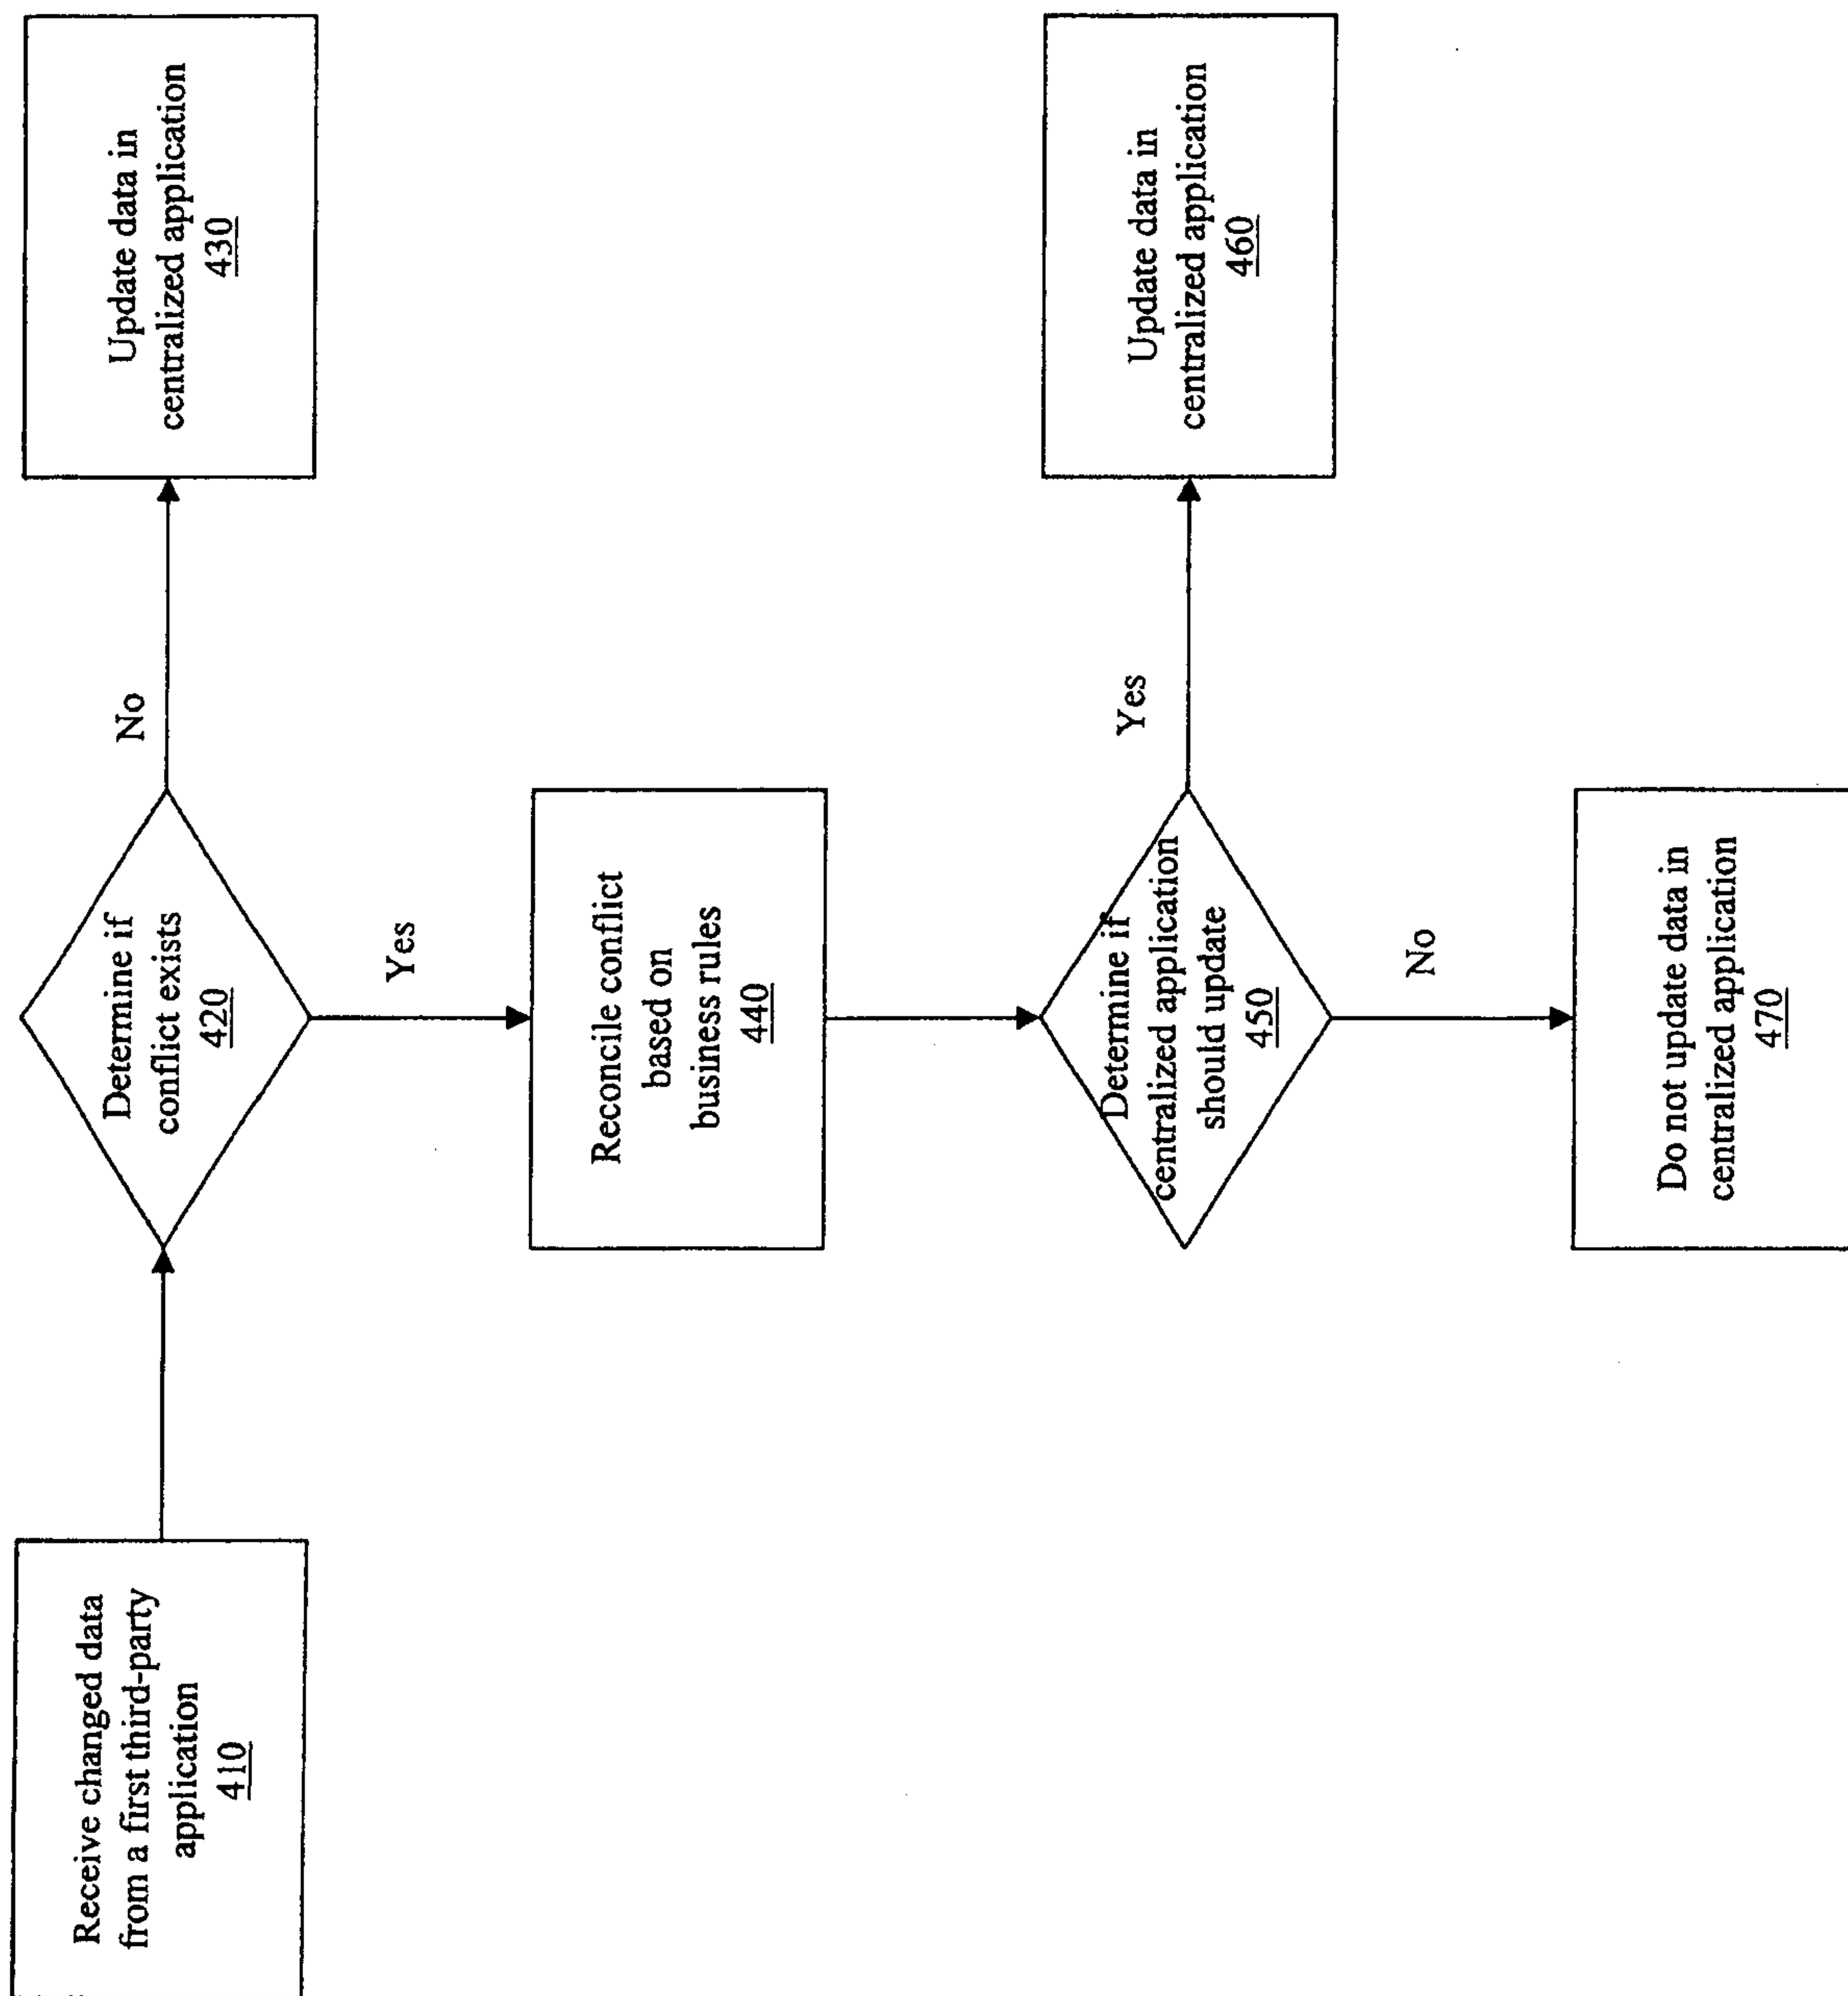 Receive changed data
from a first third-party
application
410
Determine if
conflict exists
420
No
Update data in
centralized application
430
Yes
Reconcile conflict
based on
business rules
440
Determine if
centralized application
should update
450
Yes
Update data in
centralized application
460
No
Do not update data in
centralized application
470